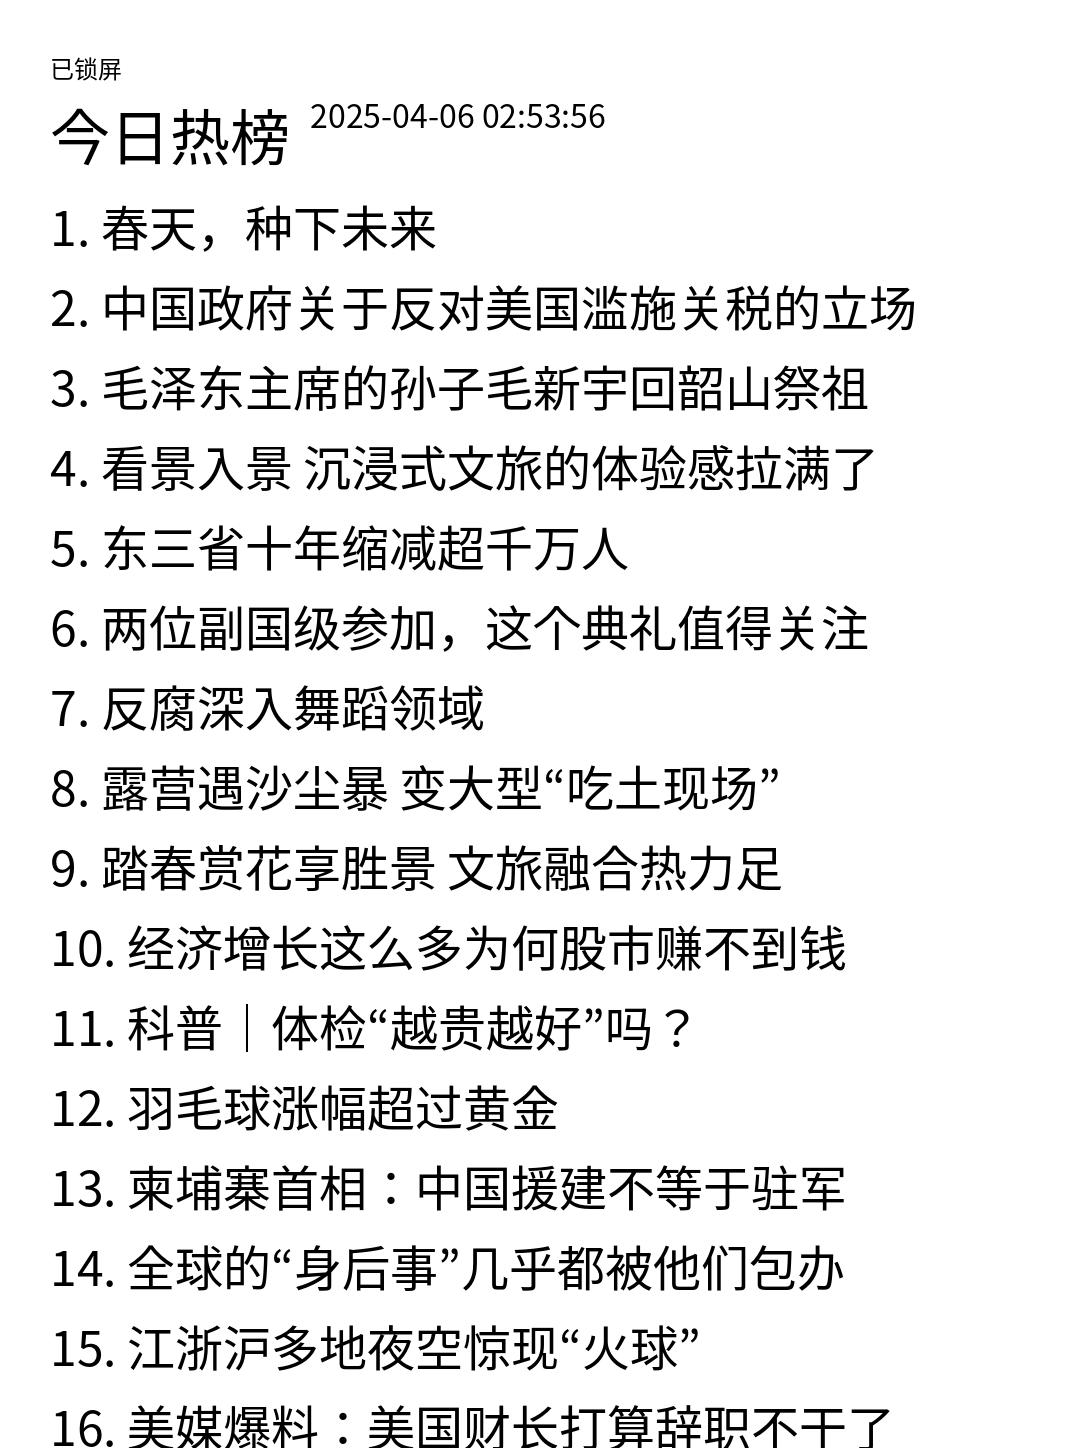 已锁屏
今日热榜 2025-04-06 02:53:56
1. 春天，种下未来
2. 中国政府关于反对美国滥施关税的立场
3. 毛泽东主席的孙子毛新宇回韶山祭祖
4. 看景入景 沉浸式文旅的体验感拉满了
5. 东三省十年缩减超千万人
6. 两位副国级参加，这个典礼值得关注
7. 反腐深入舞蹈领域
8. 露营遇沙尘暴 变大型“吃土现场”
9. 踏春赏花享胜景 文旅融合热力足
10. 经济增长这么多为何股市赚不到钱
11. 科普｜体检“越贵越好”吗？
12. 羽毛球涨幅超过黄金
13. 柬埔寨首相：中国援建不等于驻军
14. 全球的“身后事”几乎都被他们包办
15. 江浙沪多地夜空惊现“火球”
16. 美媒爆料：美国财长打算辞职不干了